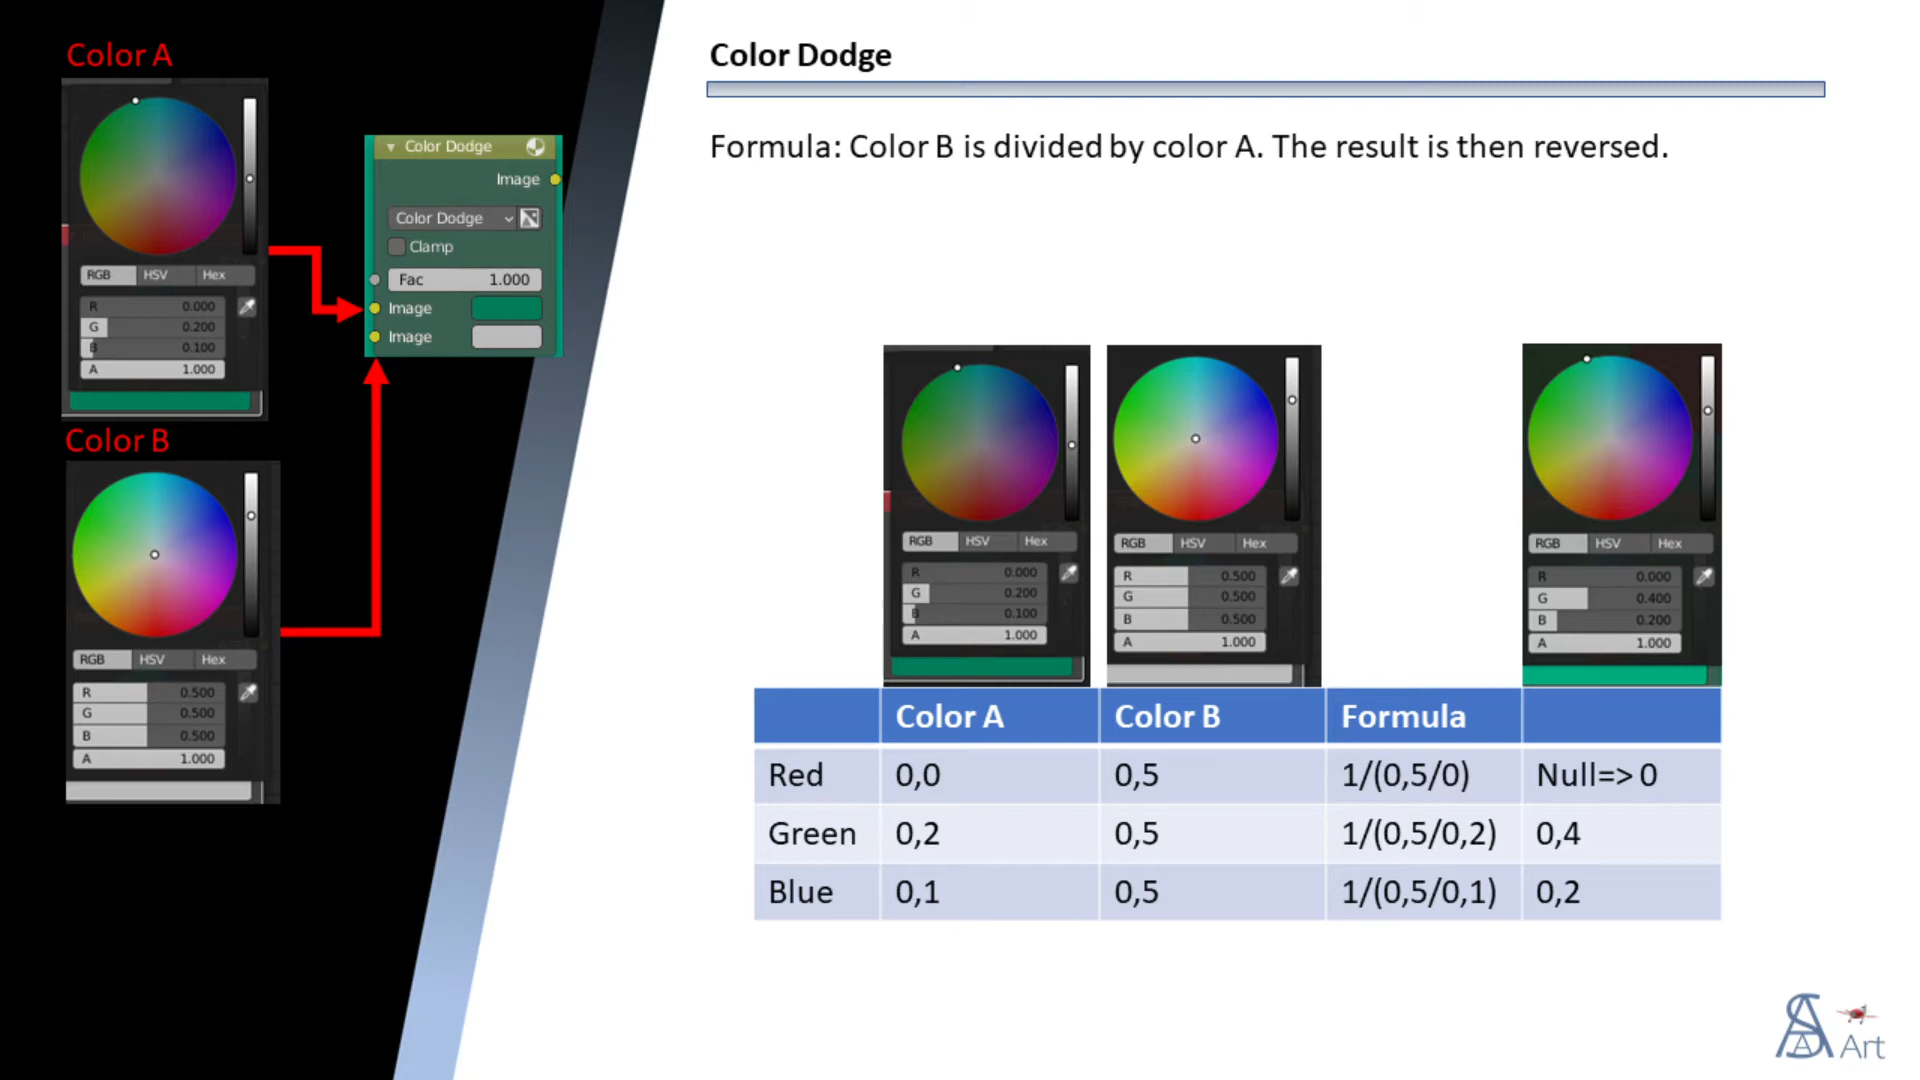 Color A
RGB HSV Hex
R 0.000
G 0.200
B 0.100
A 1.000
Color Dodge
Image
Color Dodge
Clamp
Fac 1.000
Image
Image
Color B
RGB HSV Hex
R 0.500
G 0.500
B 0.500
A 1.000
Color Dodge
Formula: Color B is divided by color A. The result is then reversed.
RGB HSV Hex
R 0.000
G 0.200
B 0.100
A 1.000
RGB HSV Hex
R 0.500
G 0.500
B 0.500
A 1.000
RGB HSV Hex
R 0.000
G 0.400
B 0.200
A 1.000
Color A Color B Formula
Red 0,0 0,5 1/(0,5/0) Null=> 0
Green 0,2 0,5 1/(0,5/0,2) 0,4
Blue 0,1 0,5 1/(0,5/0,1) 0,2
Art